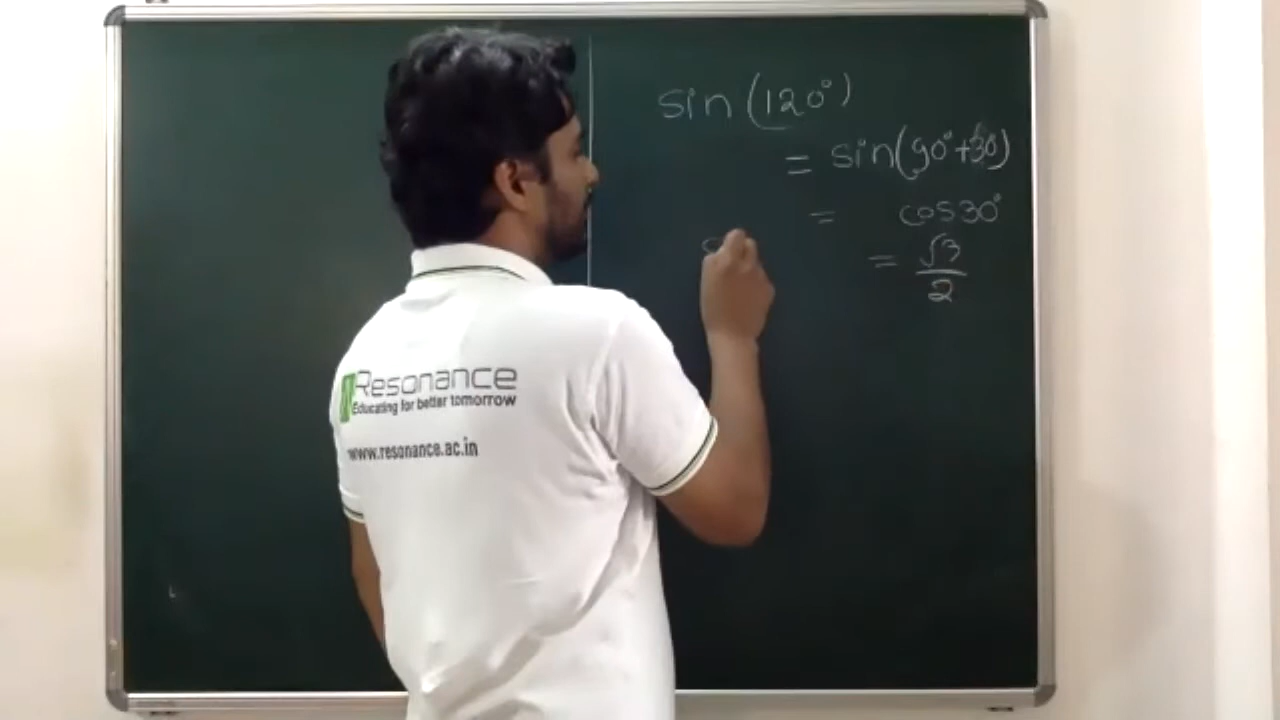 sin (120°)
= sin(90°+30°)
= cos30°
= √3/2
Resonance
Educating for better tomorrow
www.resonance.ac.in